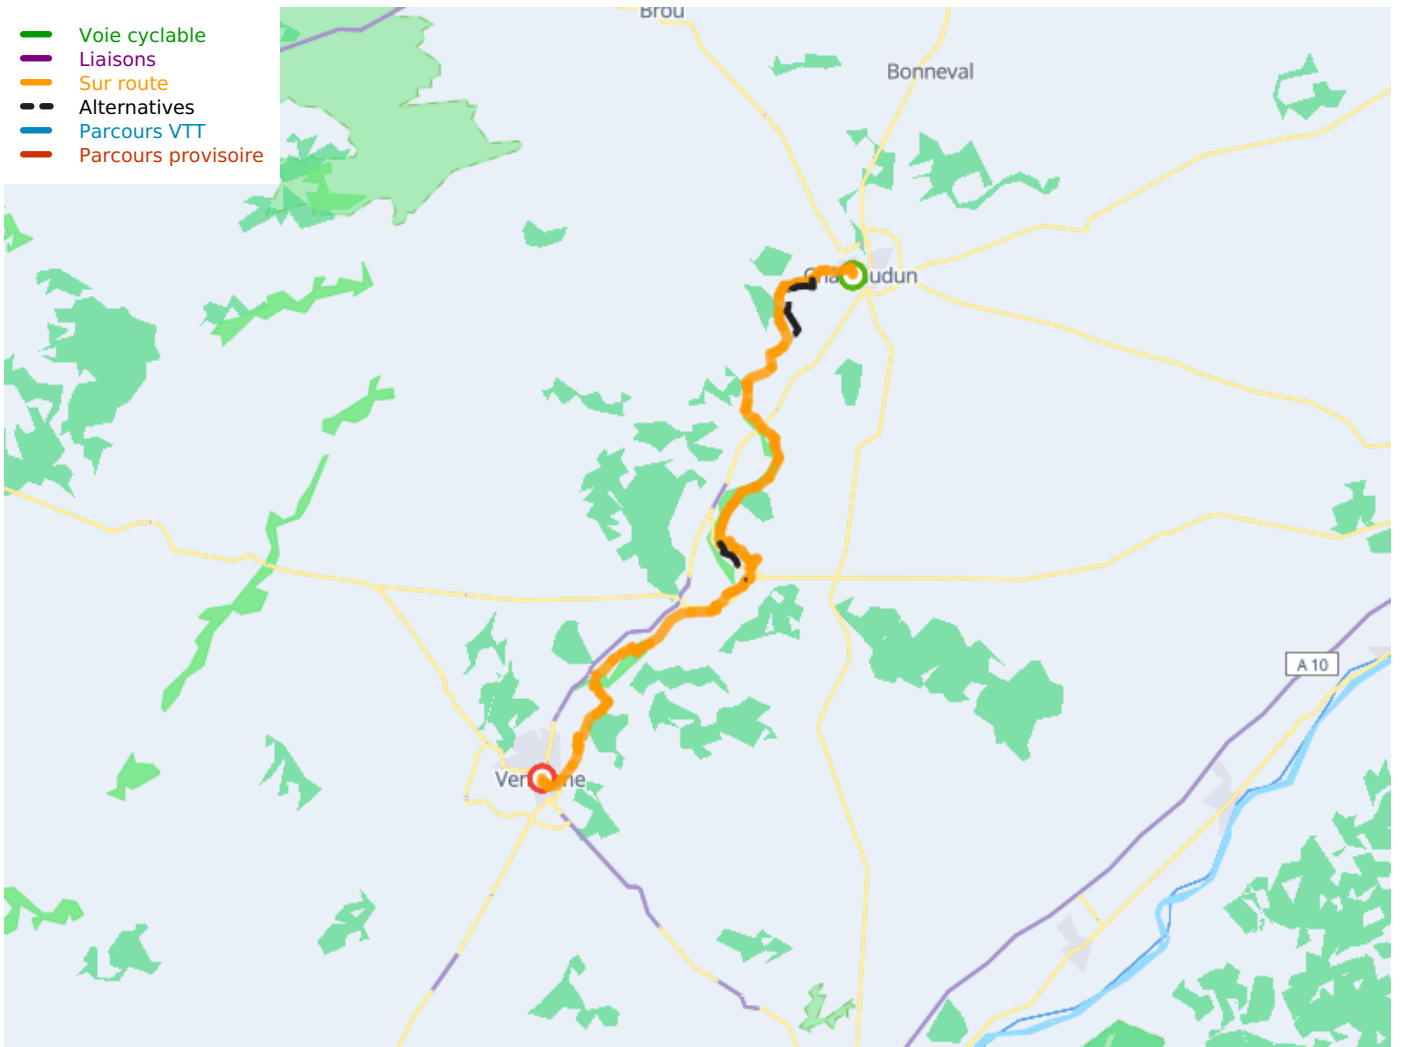 Voie cyclable
Liaisons
Sur route
Alternatives
Parcours VTT
Parcours provisoire
Brou
Bonneval
A 10